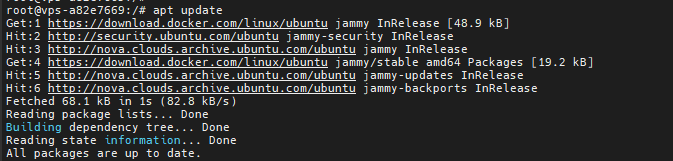 root@vps-a82e7669:/# apt update
Get:1 https://download.docker.com/linux/ubuntu jammy InRelease [48.9 kB]
Hit:2 http://security.ubuntu.com/ubuntu jammy-security InRelease
Hit:3 http://nova.clouds.archive.ubuntu.com/ubuntu jammy InRelease
Get:4 https://download.docker.com/linux/ubuntu jammy/stable amd64 Packages [19.2 kB]
Hit:5 http://nova.clouds.archive.ubuntu.com/ubuntu jammy-updates InRelease
Hit:6 http://nova.clouds.archive.ubuntu.com/ubuntu jammy-backports InRelease
Fetched 68.1 kB in 1s (82.8 kB/s)
Reading package lists... Done
Building dependency tree... Done
Reading state information... Done
All packages are up to date.